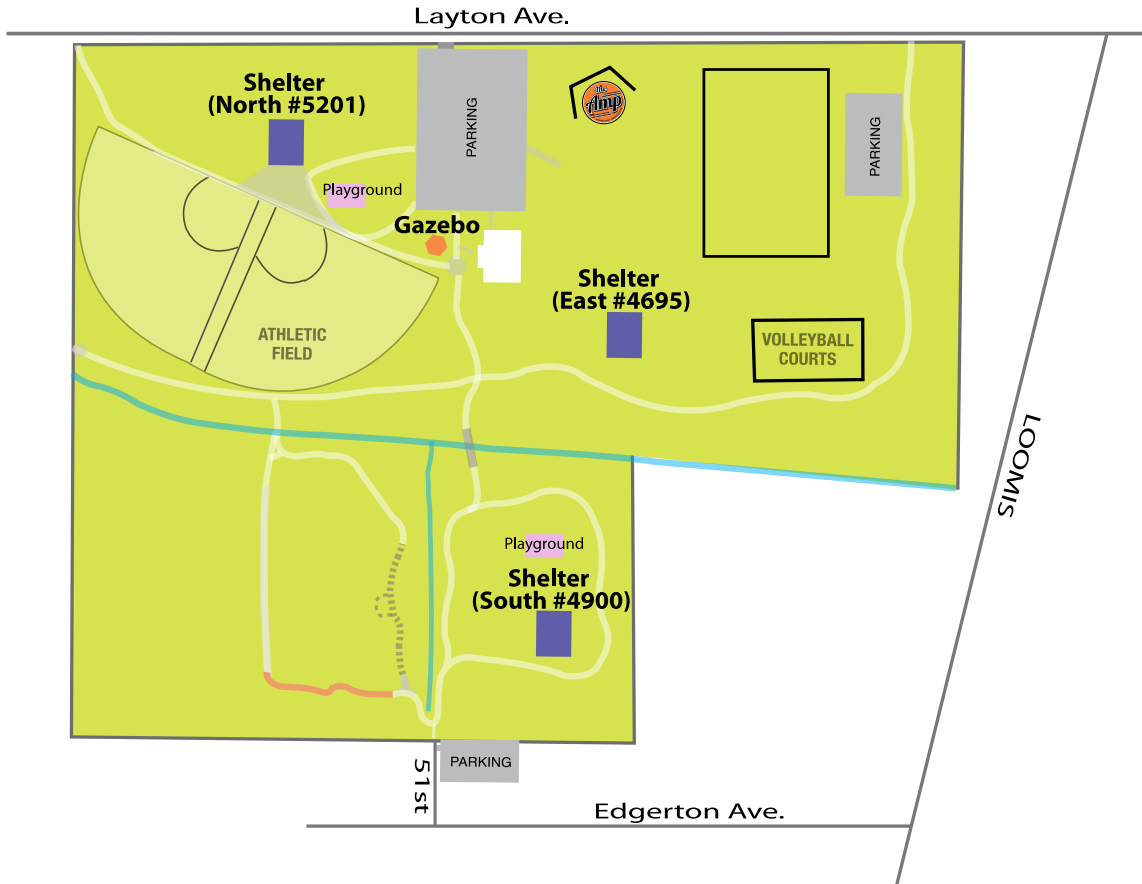 Layton Ave.
Shelter
(North #5201)
PARKING
The
Amp
PARKING
Playground
Gazebo
Shelter
(East #4695)
ATHLETIC
FIELD
VOLLEYBALL
COURTS
LOOMIS
Playground
Shelter
(South #4900)
51st
PARKING
Edgerton Ave.